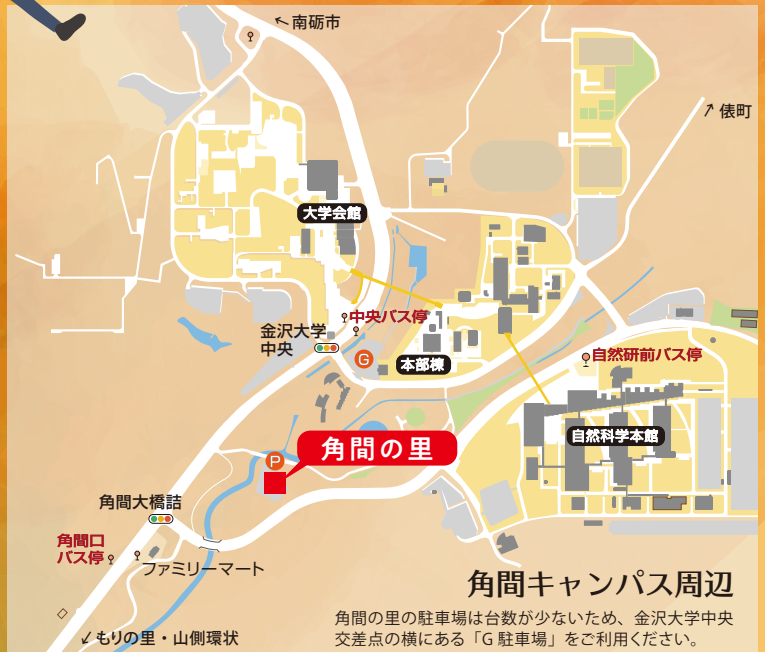 ←南砺市
↗俵町
大学会館
中央バス停
金沢大学
中央
G
本部棟
自然研前バス停
自然科学本館
P
角間の里
角間大橋詰
角間口
バス停
ファミリーマート
↙もりの里・山側環状
角間キャンパス周辺
角間の里の駐車場は台数が少ないため、金沢大学中央
交差点の横にある「G 駐車場」をご利用ください。